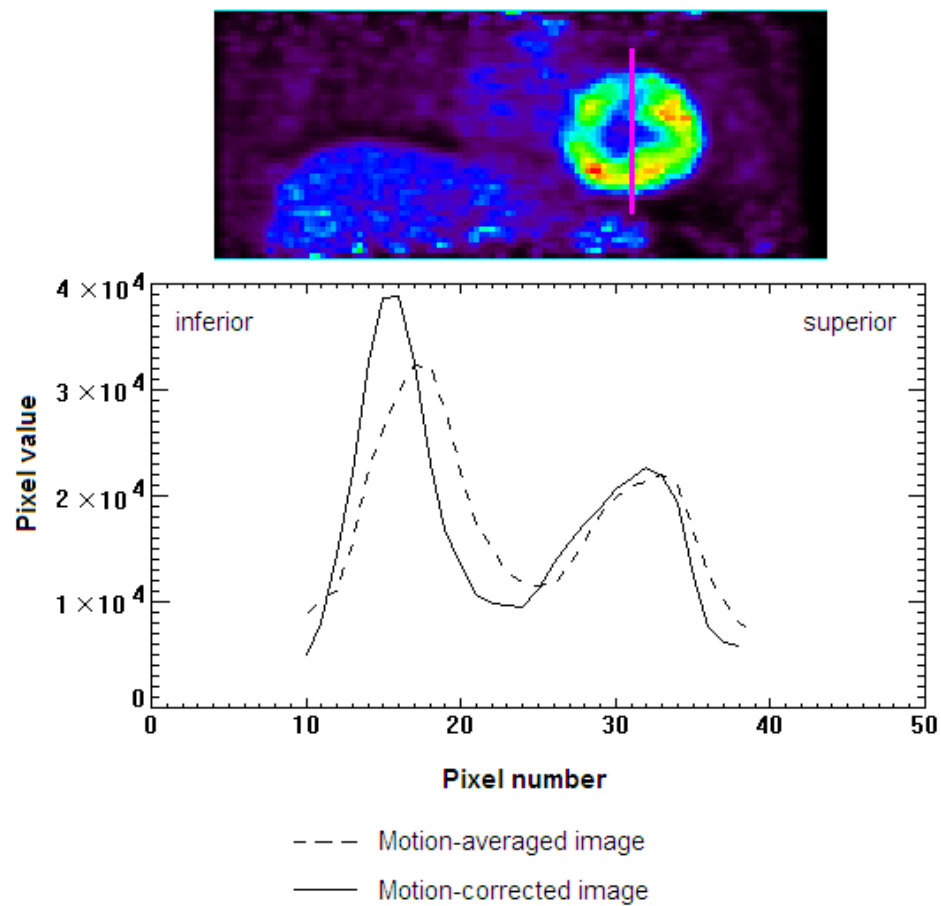 4 ×10⁴
inferior
superior
3 ×10⁴
2 ×10⁴
1 ×10⁴
0
Pixel value
0 10 20 30 40 50
Pixel number
Motion-averaged image
Motion-corrected image